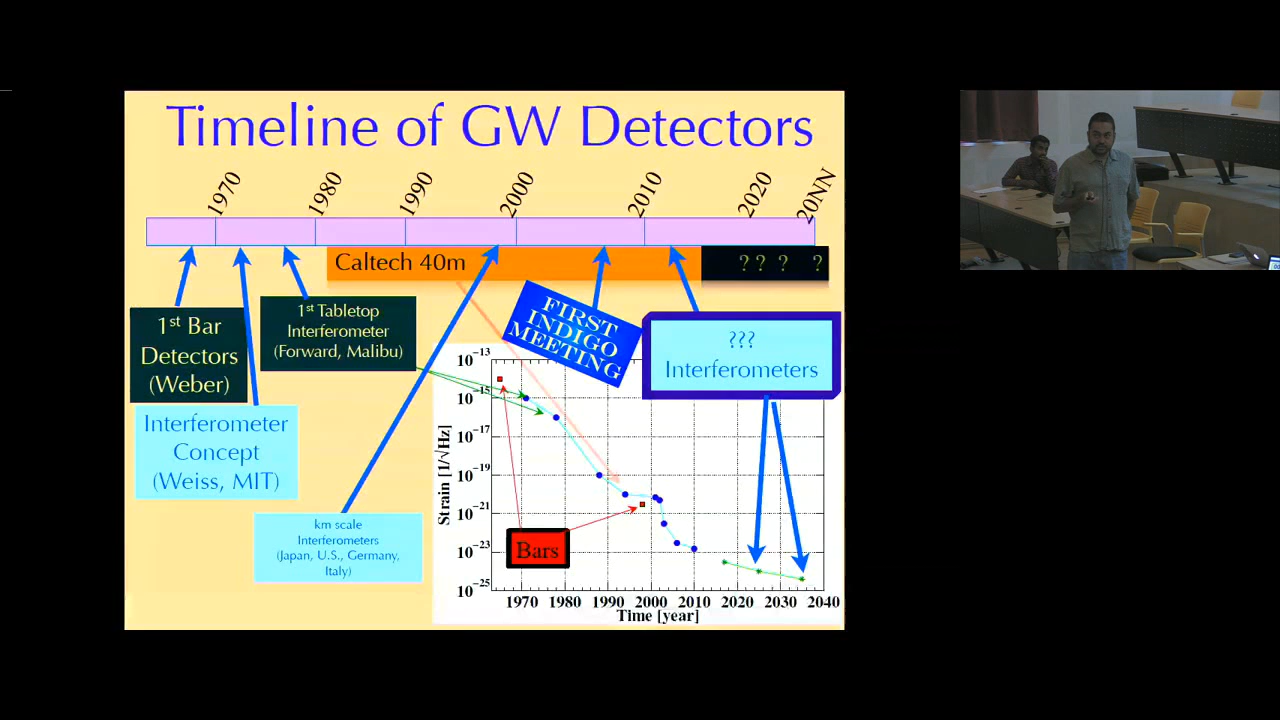 Timeline of GW Detectors
1970
1980
1990
2000
2010
2020
20NN
Caltech 40m
? ? ? ?
1st Bar
Detectors
(Weber)
1st Tabletop
Interferometer
(Forward, Malibu)
FIRST
INDIGO
MEETING
???
Interferometers
Interferometer
Concept
(Weiss, MIT)
km scale
Interferometers
(Japan, U.S., Germany,
Italy)
Strain [1/√Hz]
10-13
10-15
10-17
10-19
10-21
10-23
10-25
Bars
1970 1980 1990 2000 2010 2020 2030 2040
Time [year]